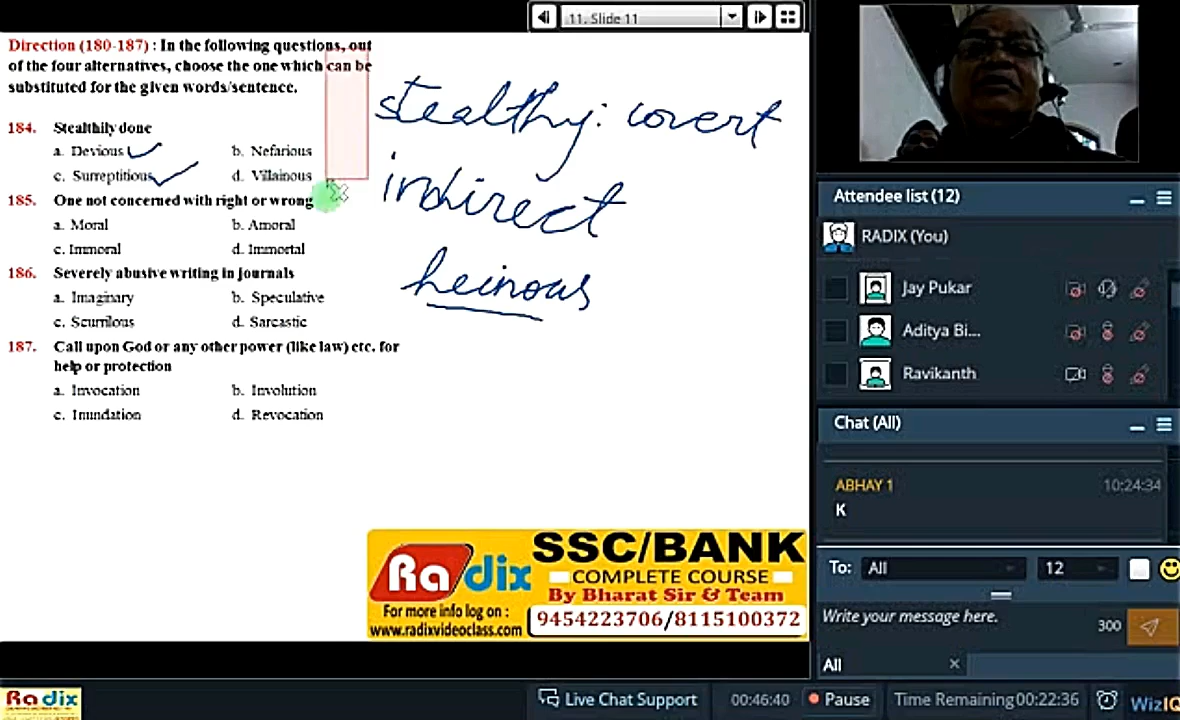 11. Slide 11
Direction (180-187) : In the following questions, out
of the four alternatives, choose the one which can be
substituted for the given words/sentence.
184. Stealthily done
a. Devious b. Nefarious
c. Surreptitious d. Villainous
185. One not concerned with right or wrong
a. Moral b. Amoral
c. Immoral d. Immortal
186. Severely abusive writing in journals
a. Imaginary b. Speculative
c. Scurrilous d. Sarcastic
187. Call upon God or any other power (like law) etc. for
help or protection
a. Invocation b. Involution
c. Inundation d. Revocation
stealthy: covert
indirect
heinous
Radix
For more info log on :
www.radixvideoclass.com
SSC/BANK
COMPLETE COURSE
By Bharat Sir & Team
9454223706/8115100372
Attendee list (12)
RADIX (You)
Jay Pukar
Aditya Bi...
Ravikanth
Chat (All)
ABHAY 1 10:24:34
K
To: All 12
Write your message here. 300
All
Radix
Live Chat Support 00:46:40 Pause Time Remaining 00:22:36 WizIQ